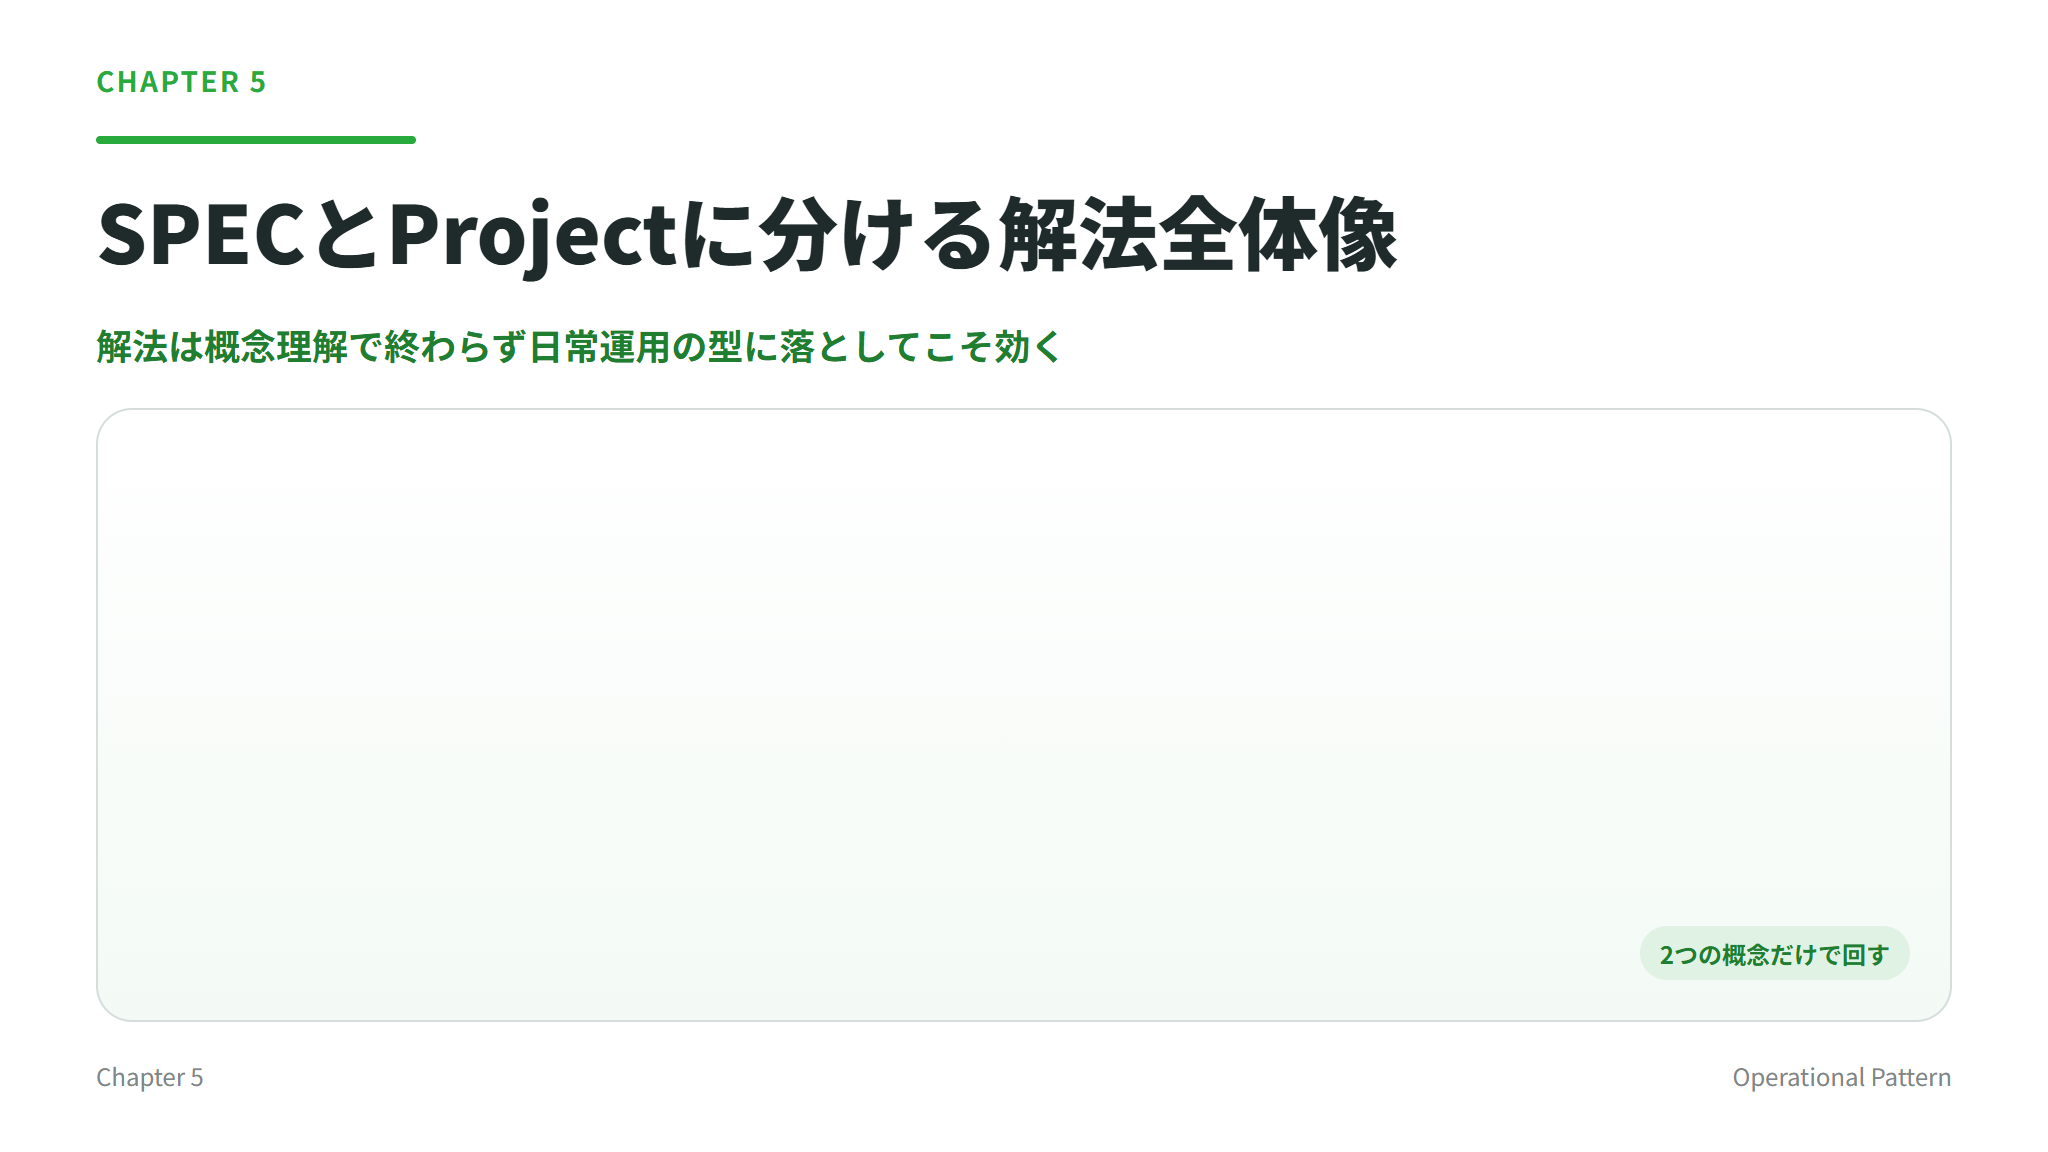 CHAPTER 5
SPECとProjectに分ける解法全体像
解法は概念理解で終わらず日常運用の型に落としてこそ効く
2つの概念だけで回す
Chapter 5
Operational Pattern